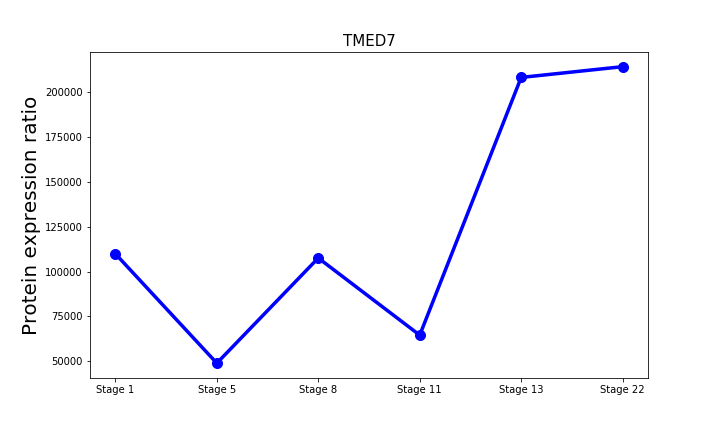 TMED7
Protein expression ratio
200000
175000
150000
125000
100000
75000
50000
Stage 1 Stage 5 Stage 8 Stage 11 Stage 13 Stage 22